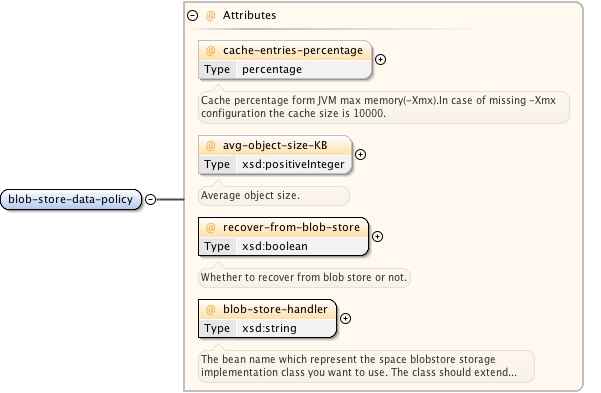 Attributes
@ cache-entries-percentage
Type percentage
Cache percentage form JVM max memory(-Xmx).In case of missing -Xmx
configuration the cache size is 10000.
@ avg-object-size-KB
Type xsd:positiveInteger
Average object size.
blob-store-data-policy
@ recover-from-blob-store
Type xsd:boolean
Whether to recover from blob store or not.
@ blob-store-handler
Type xsd:string
The bean name which represent the space blobstore storage
implementation class you want to use. The class should extend...